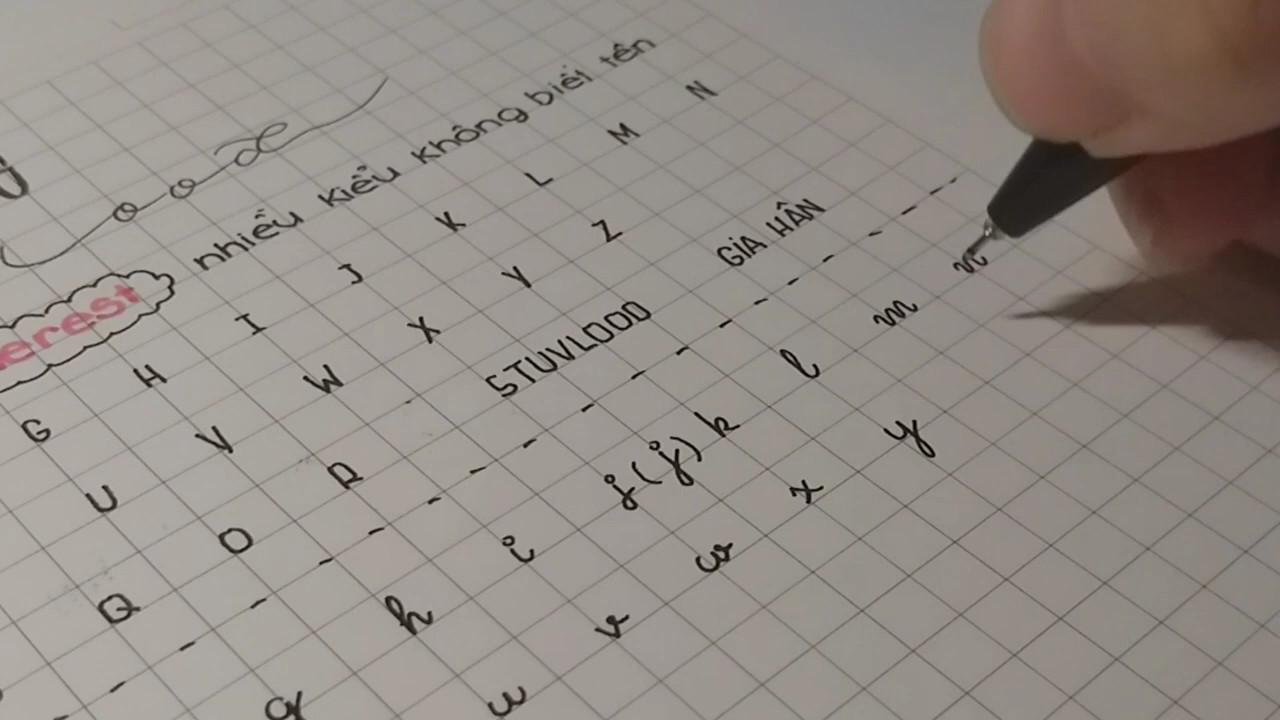 nhiều kiểu không biết tên
erest
G H I J K L M N
U V W X Y Z
Q O R STUVLOOD GIA HÂN
g h i j (j) k l m n
u v w x y